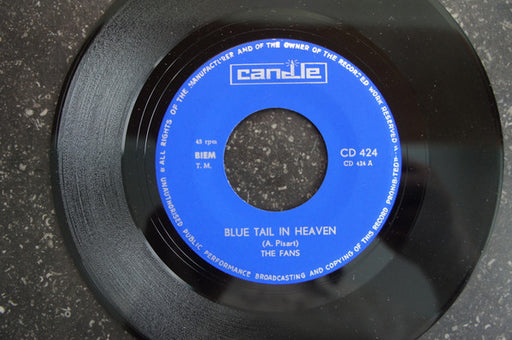 ALL RIGHTS OF THE MANUFACTURER AND OF THE OWNER OF THE RECORDED WORK RESERVED
UNAUTHORISED PUBLIC PERFORMANCE BROADCASTING AND COPYING OF THIS RECORD PROHIBITED
candle
45 rpm
BIEM
T. M.
CD 424
CD 424 A
BLUE TAIL IN HEAVEN
(A. Pisart)
THE FANS